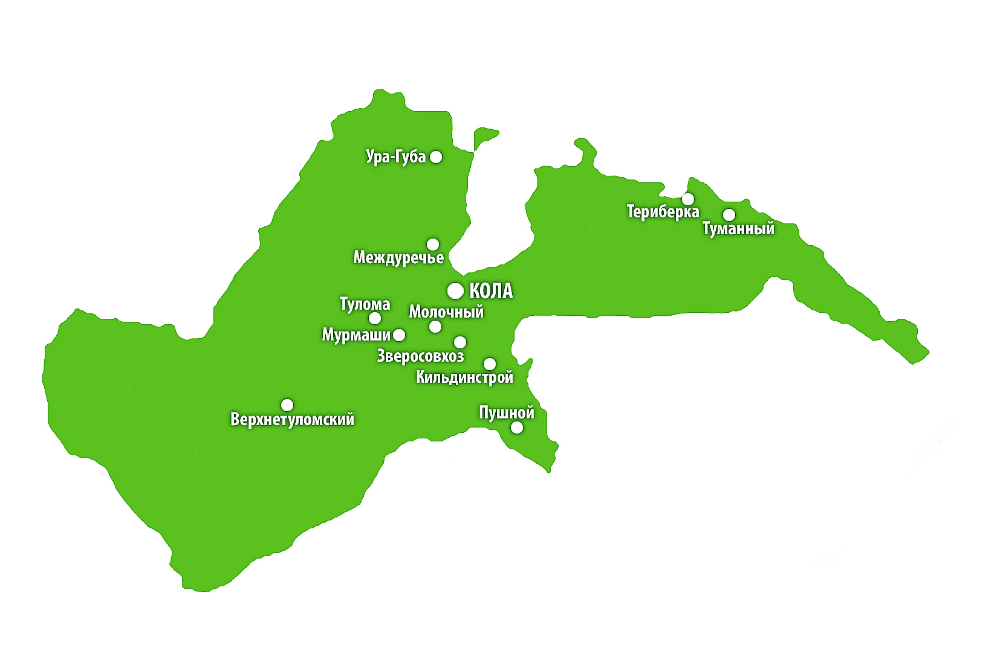 Ура-Губа
Териберка
Туманный
Междуречье
КОЛА
Тулома
Молочный
Мурмаши
Зверосовхоз
Кильдинстрой
Пушной
Верхнетуломский